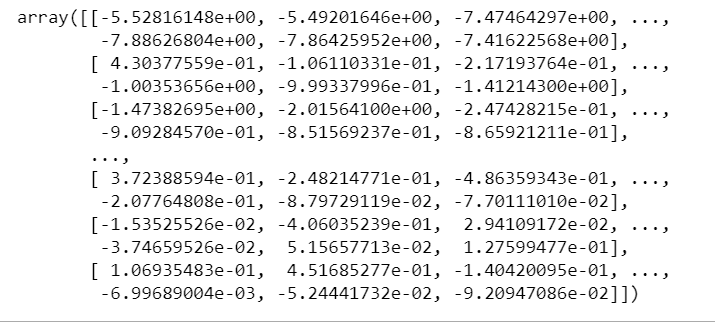 array([[-5.52816148e+00, -5.49201646e+00, -7.47464297e+00, ...,
-7.88626804e+00, -7.86425952e+00, -7.41622568e+00],
[ 4.30377559e-01, -1.06110331e-01, -2.17193764e-01, ...,
-1.00353656e+00, -9.99337996e-01, -1.41214300e+00],
[-1.47382695e+00, -2.01564100e+00, -2.47428215e-01, ...,
-9.09284570e-01, -8.51569237e-01, -8.65921211e-01],
...,
[ 3.72388594e-01, -2.48214771e-01, -4.86359343e-01, ...,
-2.07764808e-01, -8.79729119e-02, -7.70111010e-02],
[-1.53525526e-02, -4.06035239e-01, 2.94109172e-02, ...,
-3.74659526e-02, 5.15657713e-02, 1.27599477e-01],
[ 1.06935483e-01, 4.51685277e-01, -1.40420095e-01, ...,
-6.99689004e-03, -5.24441732e-02, -9.20947086e-02]])